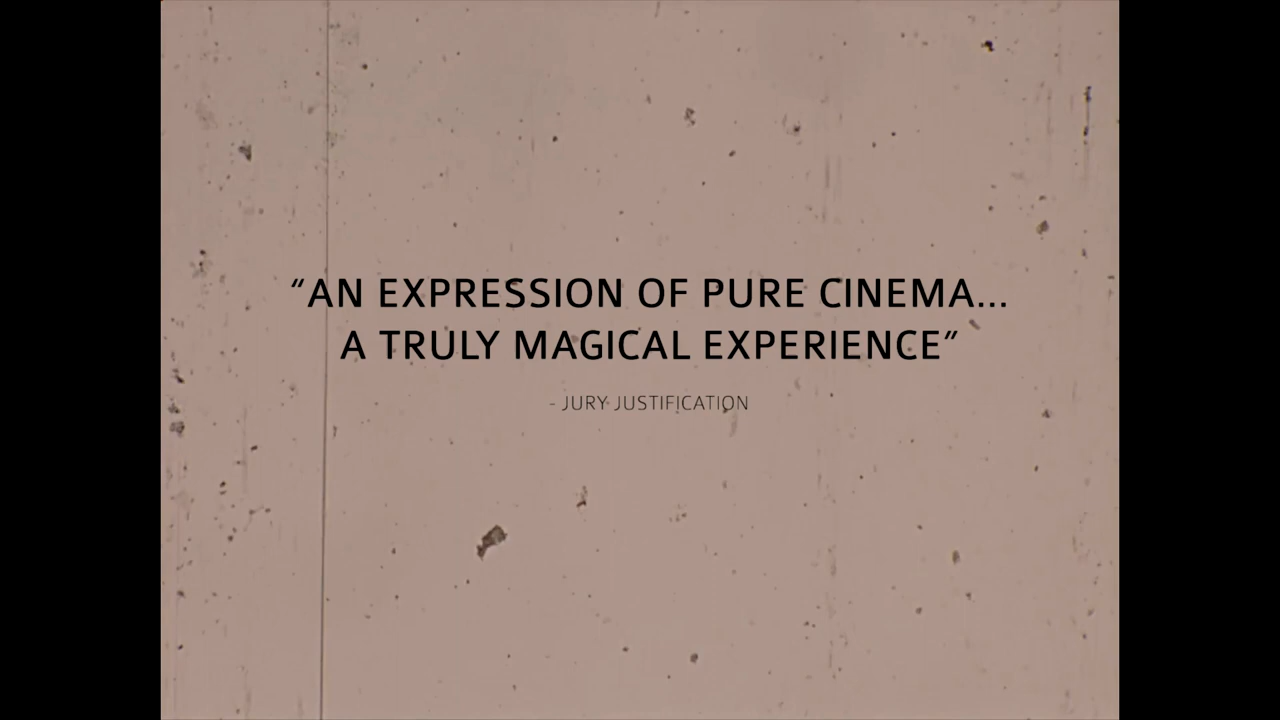 "AN EXPRESSION OF PURE CINEMA...
A TRULY MAGICAL EXPERIENCE"
- JURY JUSTIFICATION